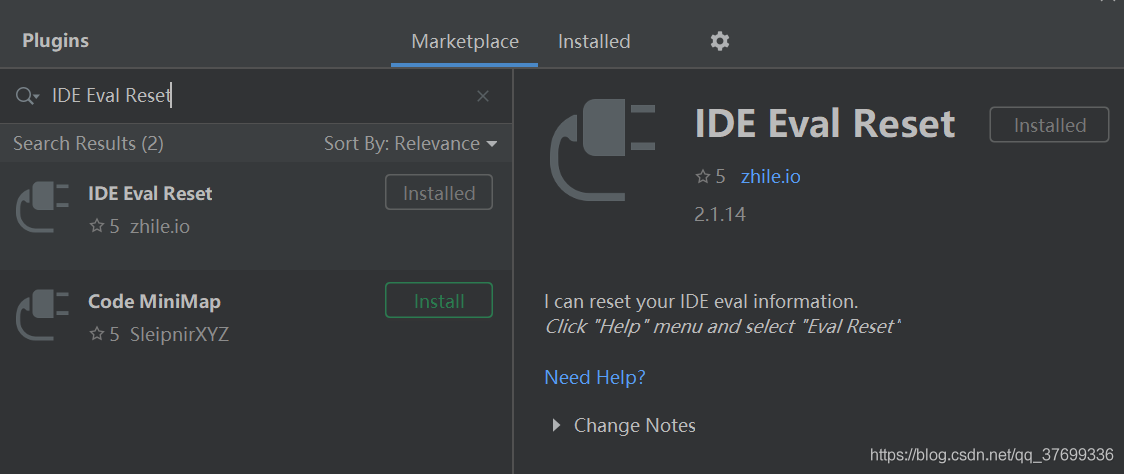 Plugins
Marketplace
Installed
IDE Eval Reset
Search Results (2)
Sort By: Relevance
IDE Eval Reset
Installed
5 zhile.io
Code MiniMap
Install
5 SleipnirXYZ
IDE Eval Reset
Installed
5 zhile.io
2.1.14
I can reset your IDE eval information.
Click "Help" menu and select "Eval Reset"
Need Help?
Change Notes
https://blog.csdn.net/qq_37699336